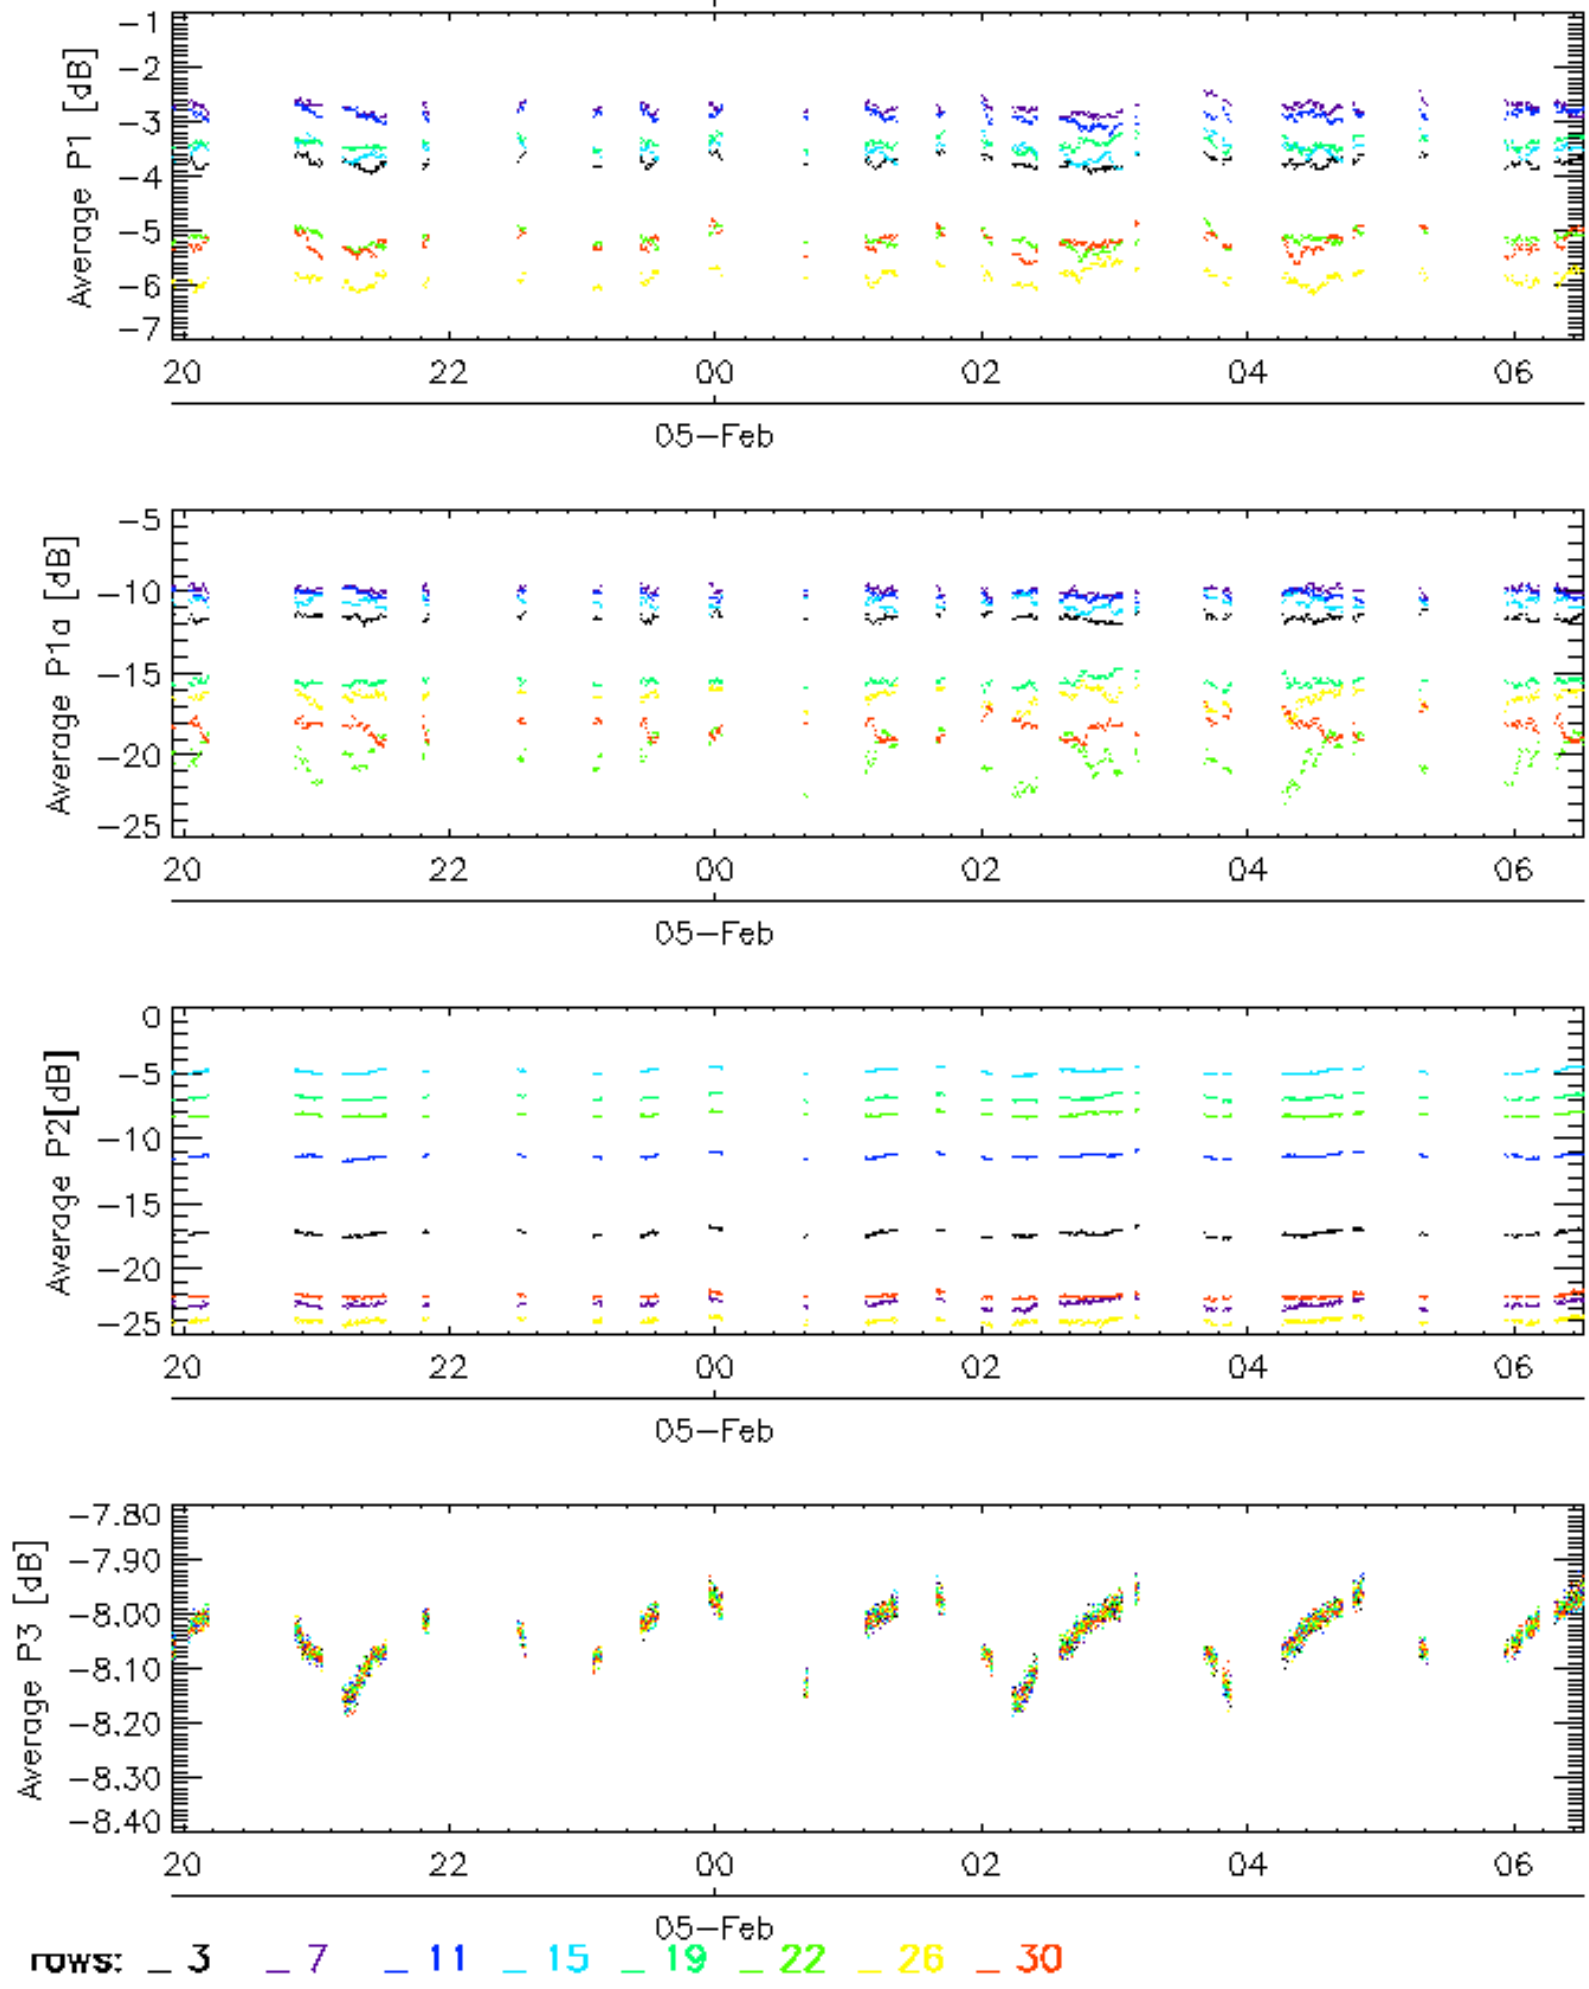 Average P1 [dB]
-1
-2
-3
-4
-5
-6
-7
20 22 00 02 04 06
05-Feb
Average P1a [dB]
-5
-10
-15
-20
-25
20 22 00 02 04 06
05-Feb
Average P2[dB]
0
-5
-10
-15
-20
-25
20 22 00 02 04 06
05-Feb
Average P3 [dB]
-7.80
-7.90
-8.00
-8.10
-8.20
-8.30
-8.40
20 22 00 02 04 06
05-Feb
rows: _ 3 _ 7 _ 11 _ 15 _ 19 _ 22 _ 26 _ 30